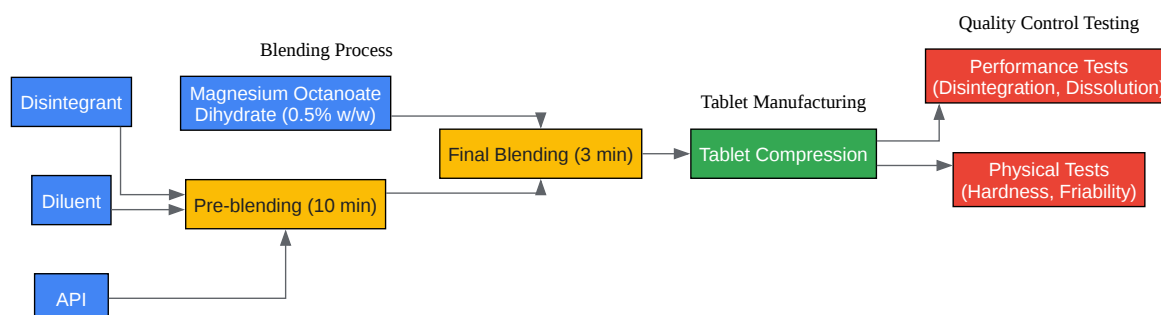 Quality Control Testing
Blending Process
Performance Tests
(Disintegration, Dissolution)
Disintegrant
Magnesium Octanoate
Dihydrate (0.5% w/w)
Tablet Manufacturing
Final Blending (3 min)
Tablet Compression
Physical Tests
(Hardness, Friability)
Diluent
Pre-blending (10 min)
API